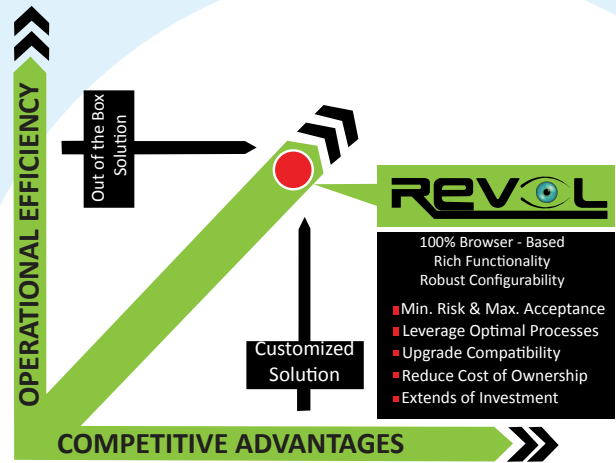 OPERATIONAL EFFICIENCY
Out of the Box
Solution
REVOL
100% Browser - Based
Rich Functionality
Robust Configurability
Min. Risk & Max. Acceptance
Leverage Optimal Processes
Upgrade Compatibility
Reduce Cost of Ownership
Extends of Investment
Customized
Solution
COMPETITIVE ADVANTAGES